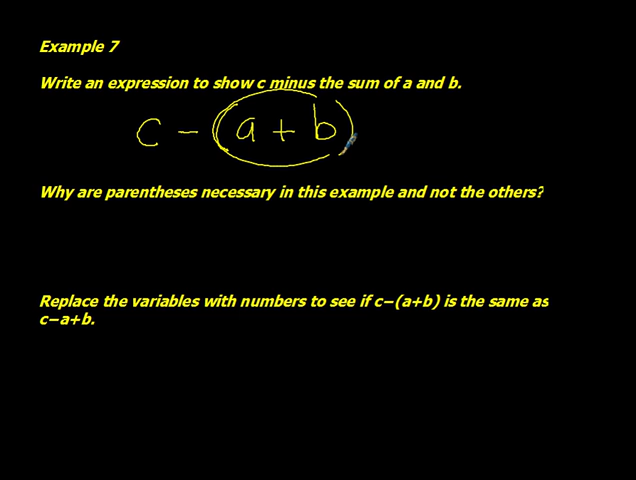 Example 7
Write an expression to show c minus the sum of a and b.
c − (a + b)
Why are parentheses necessary in this example and not the others?
Replace the variables with numbers to see if c−(a+b) is the same as
c−a+b.